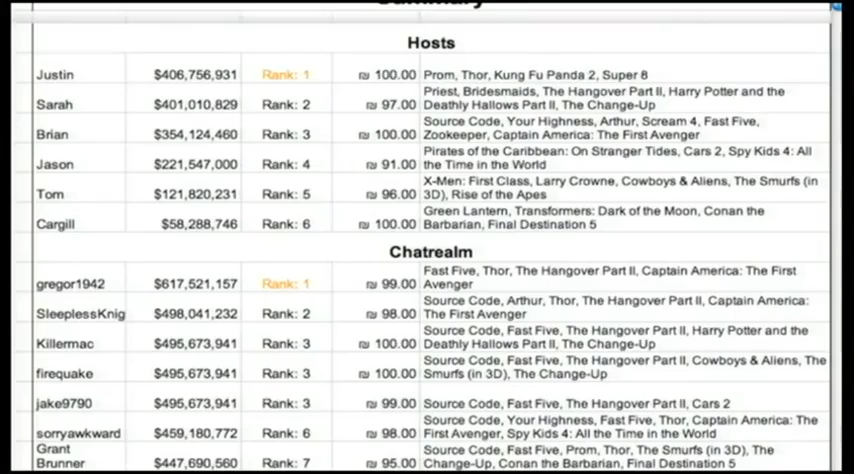 Summary
Hosts
Justin $406,756,931 Rank: 1 ₪ 100.00 Prom, Thor, Kung Fu Panda 2, Super 8
Sarah $401,010,829 Rank: 2 ₪ 97.00 Priest, Bridesmaids, The Hangover Part II, Harry Potter and the
Deathly Hallows Part II, The Change-Up
Brian $354,124,460 Rank: 3 ₪ 100.00 Source Code, Your Highness, Arthur, Scream 4, Fast Five,
Zookeeper, Captain America: The First Avenger
Jason $221,547,000 Rank: 4 ₪ 91.00 Pirates of the Caribbean: On Stranger Tides, Cars 2, Spy Kids 4: All
the Time in the World
Tom $121,820,231 Rank: 5 ₪ 96.00 X-Men: First Class, Larry Crowne, Cowboys & Aliens, The Smurfs (in
3D), Rise of the Apes
Cargill $58,288,746 Rank: 6 ₪ 100.00 Green Lantern, Transformers: Dark of the Moon, Conan the
Barbarian, Final Destination 5
Chatrealm
gregor1942 $617,521,157 Rank: 1 ₪ 99.00 Fast Five, Thor, The Hangover Part II, Captain America: The First
Avenger
SleeplessKnig $498,041,232 Rank: 2 ₪ 98.00 Source Code, Arthur, Thor, The Hangover Part II, Captain America:
The First Avenger
Killermac $495,673,941 Rank: 3 ₪ 100.00 Source Code, Fast Five, The Hangover Part II, Harry Potter and the
Deathly Hallows Part II, The Change-Up
firequake $495,673,941 Rank: 3 ₪ 100.00 Source Code, Fast Five, The Hangover Part II, Cowboys & Aliens, The
Smurfs (in 3D), The Change-Up
jake9790 $495,673,941 Rank: 3 ₪ 99.00 Source Code, Fast Five, The Hangover Part II, Cars 2
sorryawkward $459,180,772 Rank: 6 ₪ 98.00 Source Code, Your Highness, Fast Five, Thor, Captain America: The
First Avenger, Spy Kids 4: All the Time in the World
Grant
Brunner $447,690,560 Rank: 7 ₪ 95.00 Source Code, Fast Five, Prom, Thor, The Smurfs (in 3D), The
Change-Up, Conan the Barbarian, Final Destination 5